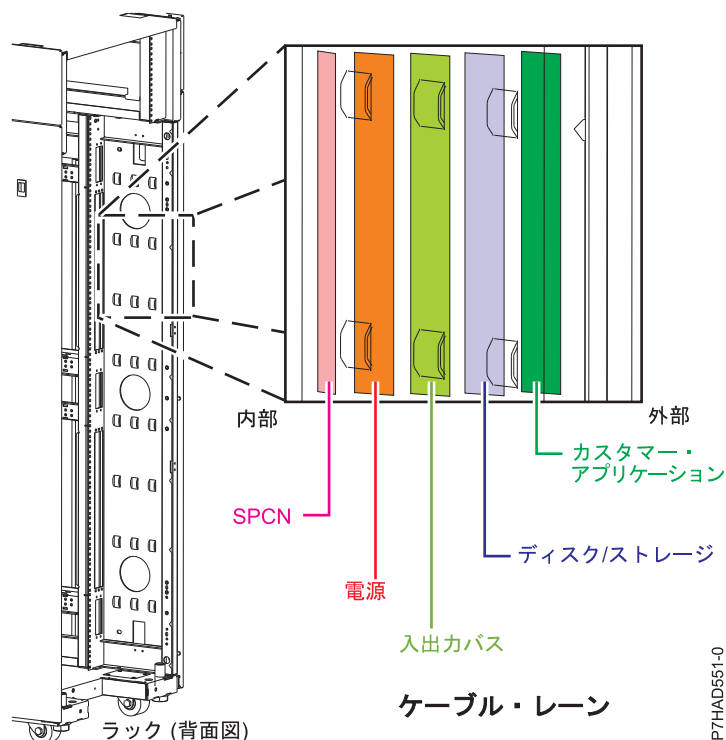 内部
外部
カスタマー・
アプリケーション
SPCN
ディスク/ストレージ
電源
入出力バス
ケーブル・レーン
ラック (背面図)
P7HAD551-0